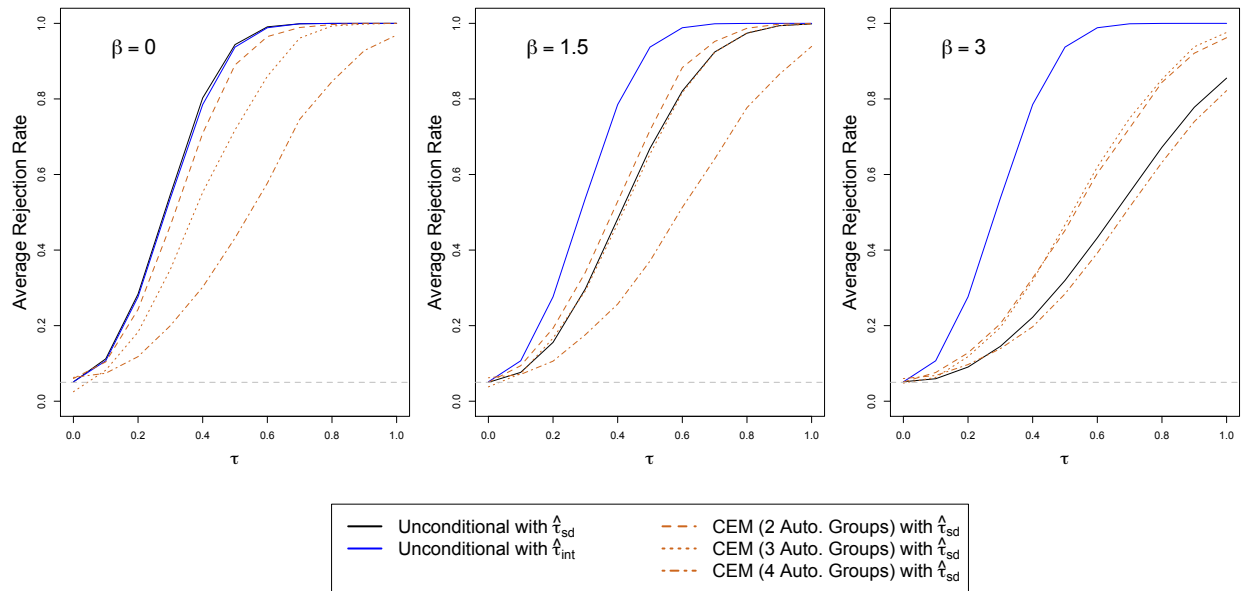 β = 0
β = 1.5
β = 3
Average Rejection Rate
0.0 0.2 0.4 0.6 0.8 1.0
0.0 0.2 0.4 0.6 0.8 1.0
τ
Average Rejection Rate
0.0 0.2 0.4 0.6 0.8 1.0
0.0 0.2 0.4 0.6 0.8 1.0
τ
Average Rejection Rate
0.0 0.2 0.4 0.6 0.8 1.0
0.0 0.2 0.4 0.6 0.8 1.0
τ
Unconditional with τ̂sd
Unconditional with τ̂int
CEM (2 Auto. Groups) with τ̂sd
CEM (3 Auto. Groups) with τ̂sd
CEM (4 Auto. Groups) with τ̂sd